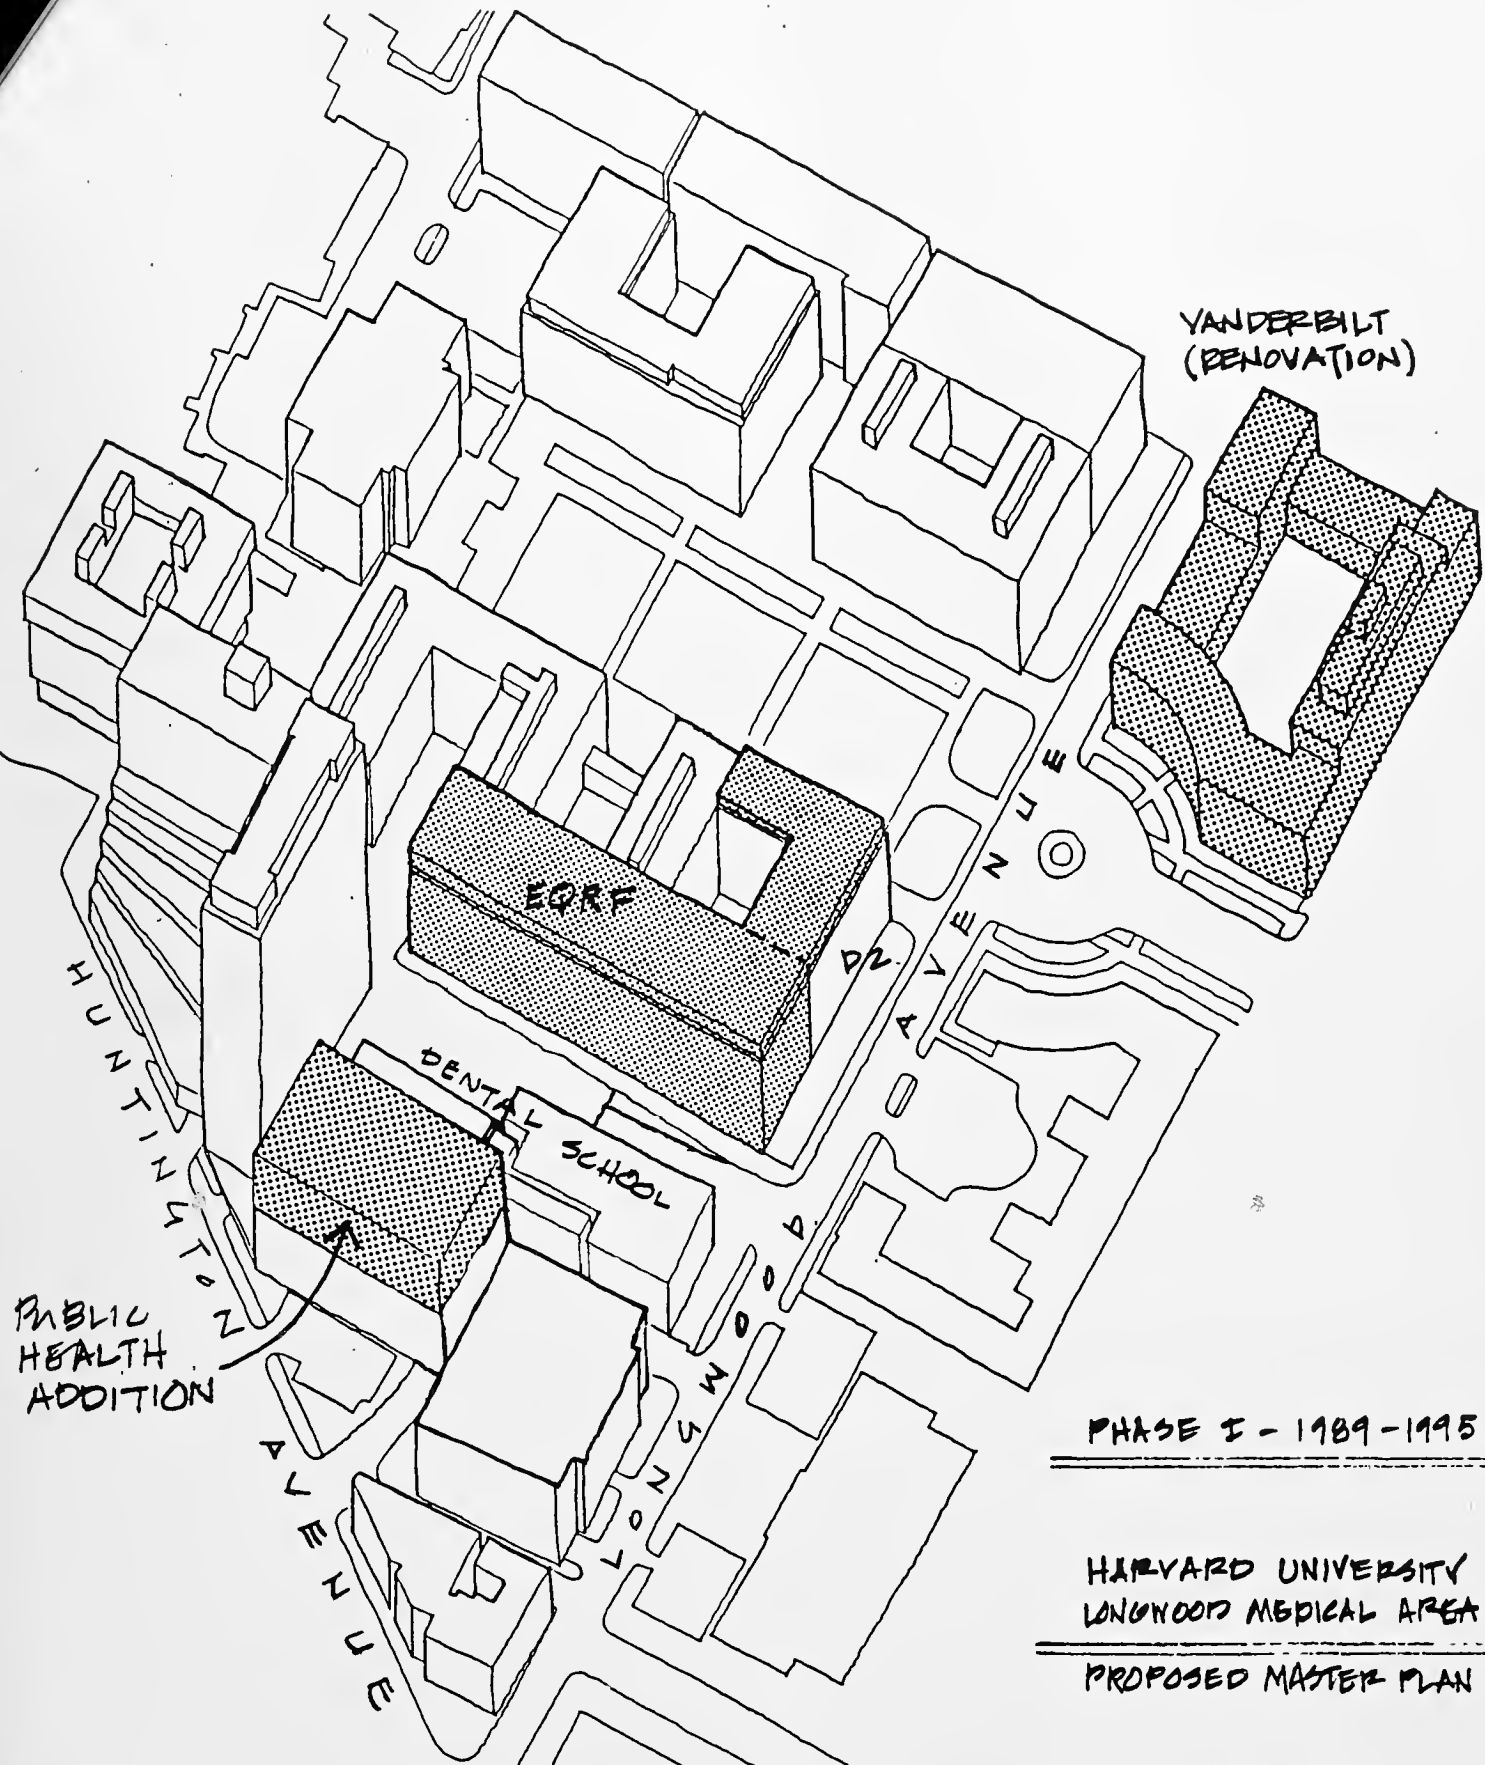 VANDERBILT
(RENOVATION)
EQRF
D2
DENTAL SCHOOL
HUNTINGTON AVENUE
LONGWOOD AVENUE
PUBLIC
HEALTH
ADDITION
PHASE I - 1989-1995
HARVARD UNIVERSITY
LONGWOOD MEDICAL AREA
PROPOSED MASTER PLAN